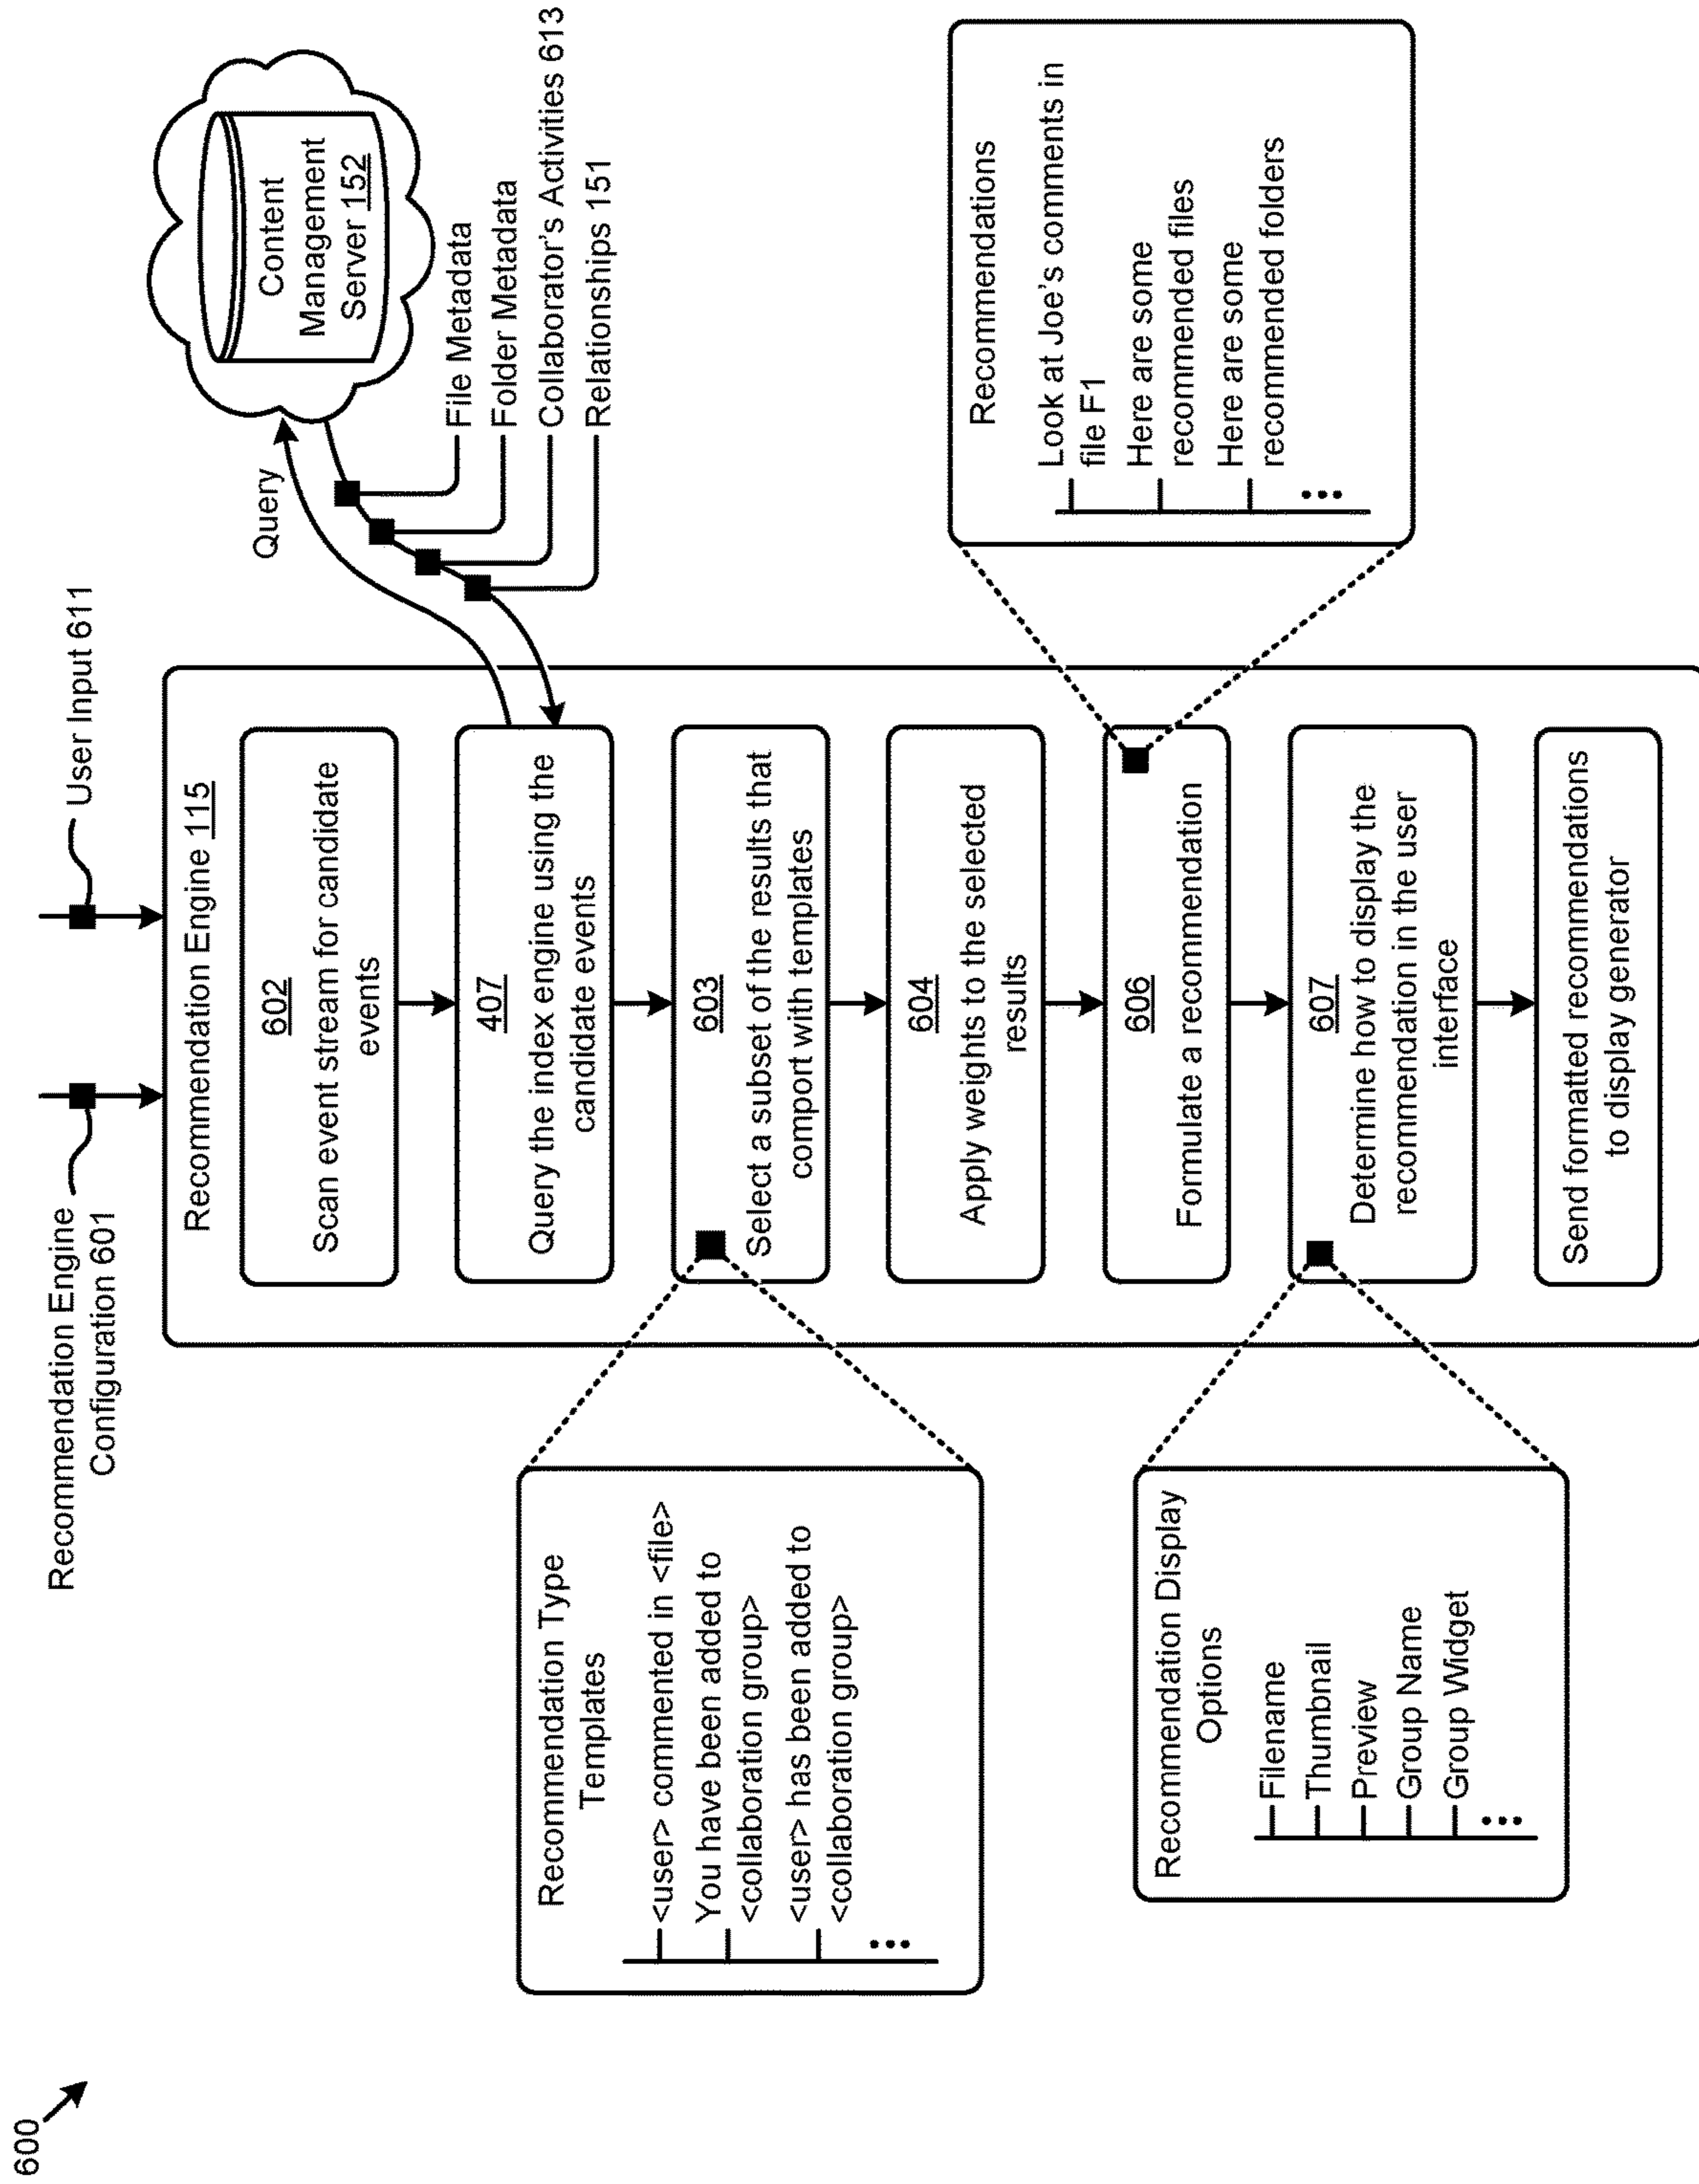 600
Recommendation Engine
Configuration 601
User Input 611
Recommendation Engine 115
602
Scan event stream for candidate
events
407
Query the index engine using the
candidate events
603
Select a subset of the results that
comport with templates
604
Apply weights to the selected
results
606
Formulate a recommendation
607
Determine how to display the
recommendation in the user
interface
Send formatted recommendations
to display generator
Query
Content
Management
Server 152
File Metadata
Folder Metadata
Collaborator's Activities 613
Relationships 151
Recommendation Type
Templates
<user> commented in <file>
You have been added to
<collaboration group>
<user> has been added to
<collaboration group>
...
Recommendation Display
Options
Filename
Thumbnail
Preview
Group Name
Group Widget
...
Recommendations
Look at Joe's comments in
file F1
Here are some
recommended files
Here are some
recommended folders
...